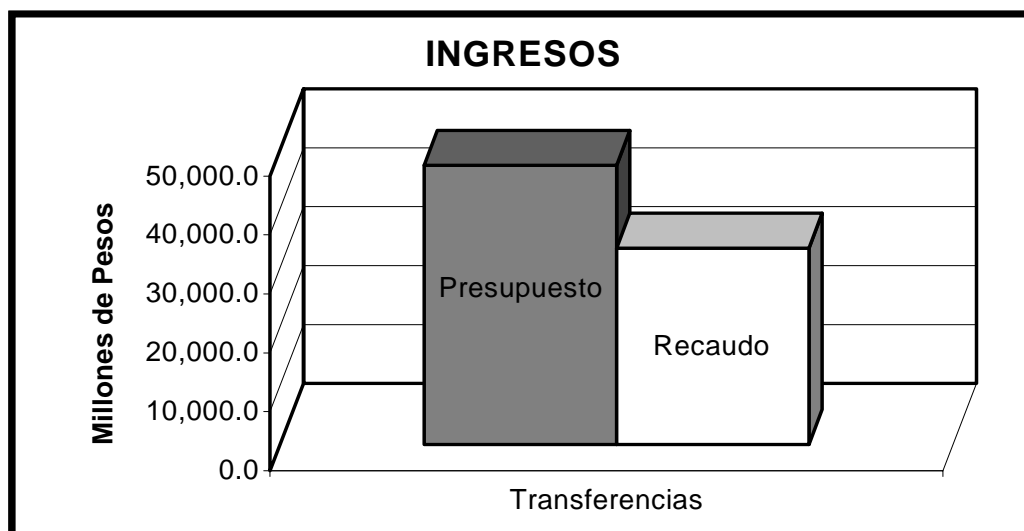 INGRESOS
50,000.0
40,000.0
30,000.0
20,000.0
10,000.0
0.0
Millones de Pesos
Presupuesto
Recaudo
Transferencias